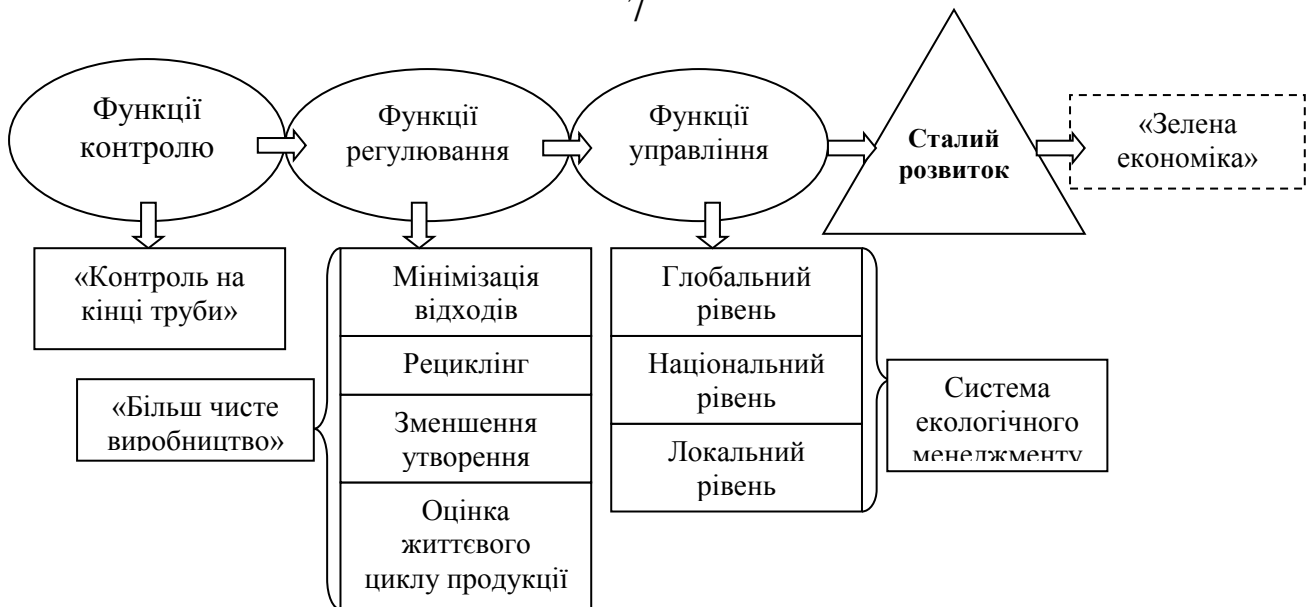 Функції
контролю
Функції
регулювання
Функції
управління
Сталий
розвиток
«Зелена
економіка»
«Контроль на
кінці труби»
«Більш чисте
виробництво»
Мінімізація
відходів
Рециклінг
Зменшення
утворення
Оцінка
життєвого
циклу продукції
Глобальний
рівень
Національний
рівень
Локальний
рівень
Система
екологічного
менеджменту